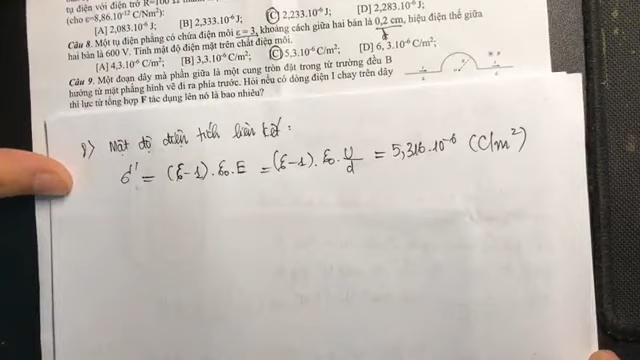 tụ điện với điện trở R=100 Ω
(cho ε=8,86.10⁻¹² C/Nm²):
[A] 2,083.10⁻⁶ J; [B] 2,333.10⁻⁶ J; (C) 2,233.10⁻⁶ J; [D] 2,283.10⁻⁶ J;
Câu 8. Một tụ điện phẳng có chứa điện môi ε = 3, khoảng cách giữa hai bản là 0,2 cm, hiệu điện thế giữa
hai bản là 600 V. Tính mật độ điện mặt trên chất điện môi.
[A] 4,3.10⁻⁶ C/m²; [B] 3,3.10⁻⁶ C/m²; (C) 5,3.10⁻⁶ C/m²; [D] 6, 3.10⁻⁶ C/m²;
Câu 9. Một đoạn dây mà phần giữa là một cung tròn đặt trong từ trường đều B
hướng từ mặt phẳng hình vẽ đi ra phía trước. Hỏi nếu có dòng điện I chạy trên dây
thì lực từ tổng hợp F tác dụng lên nó là bao nhiêu?
8) Mật độ điện tích liên kết:
σ' = (ε-1).ε₀.E = (ε-1).ε₀.U/d = 5,316.10⁻⁶ (C/m²)